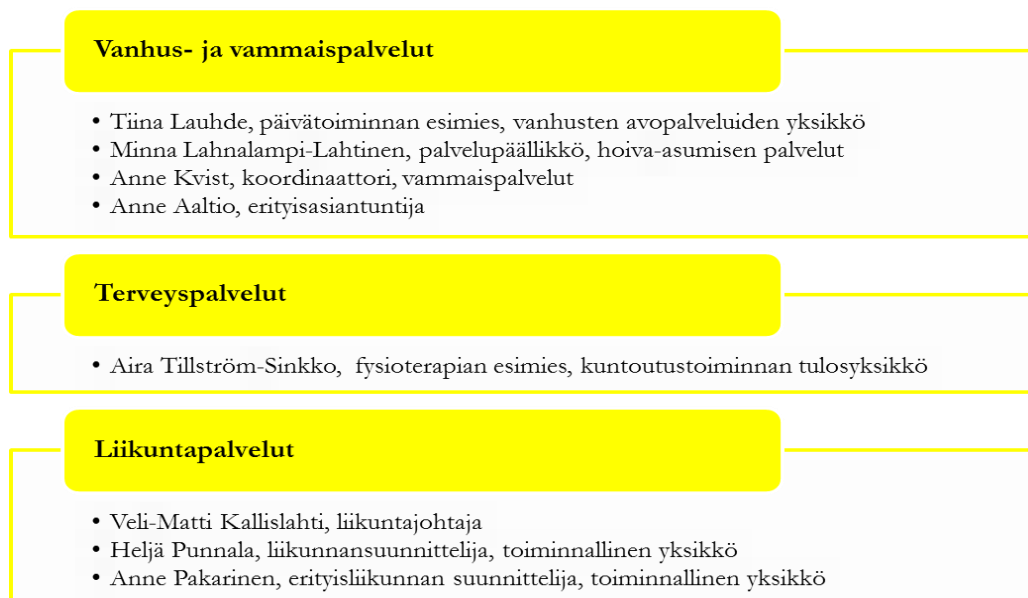 Vanhus- ja vammaispalvelut
• Tiina Lauhde, päivätoiminnan esimies, vanhusten avopalveluiden yksikkö
• Minna Lahnalampi-Lahtinen, palvelupäällikkö, hoiva-asumisen palvelut
• Anne Kvist, koordinaattori, vammaispalvelut
• Anne Aaltio, erityisasiantuntija
Terveyspalvelut
• Aira Tillström-Sinkko, fysioterapian esimies, kuntoutustoiminnan tulosyksikkö
Liikuntapalvelut
• Veli-Matti Kallislahti, liikuntajohtaja
• Heljä Punnala, liikunnansuunnittelija, toiminnallinen yksikkö
• Anne Pakarinen, erityisliikunnan suunnittelija, toiminnallinen yksikkö